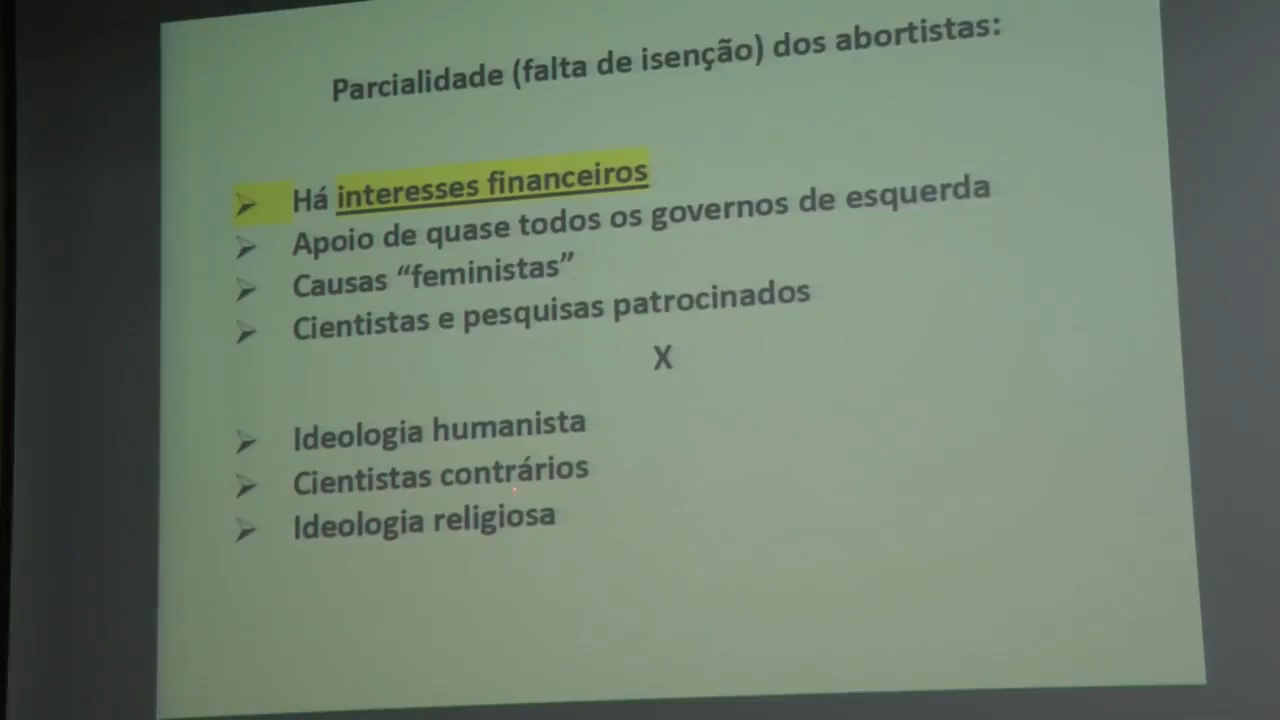 Parcialidade (falta de isenção) dos abortistas:
Há interesses financeiros
Apoio de quase todos os governos de esquerda
Causas “feministas”
Cientistas e pesquisas patrocinados
X
Ideologia humanista
Cientistas contrários
Ideologia religiosa